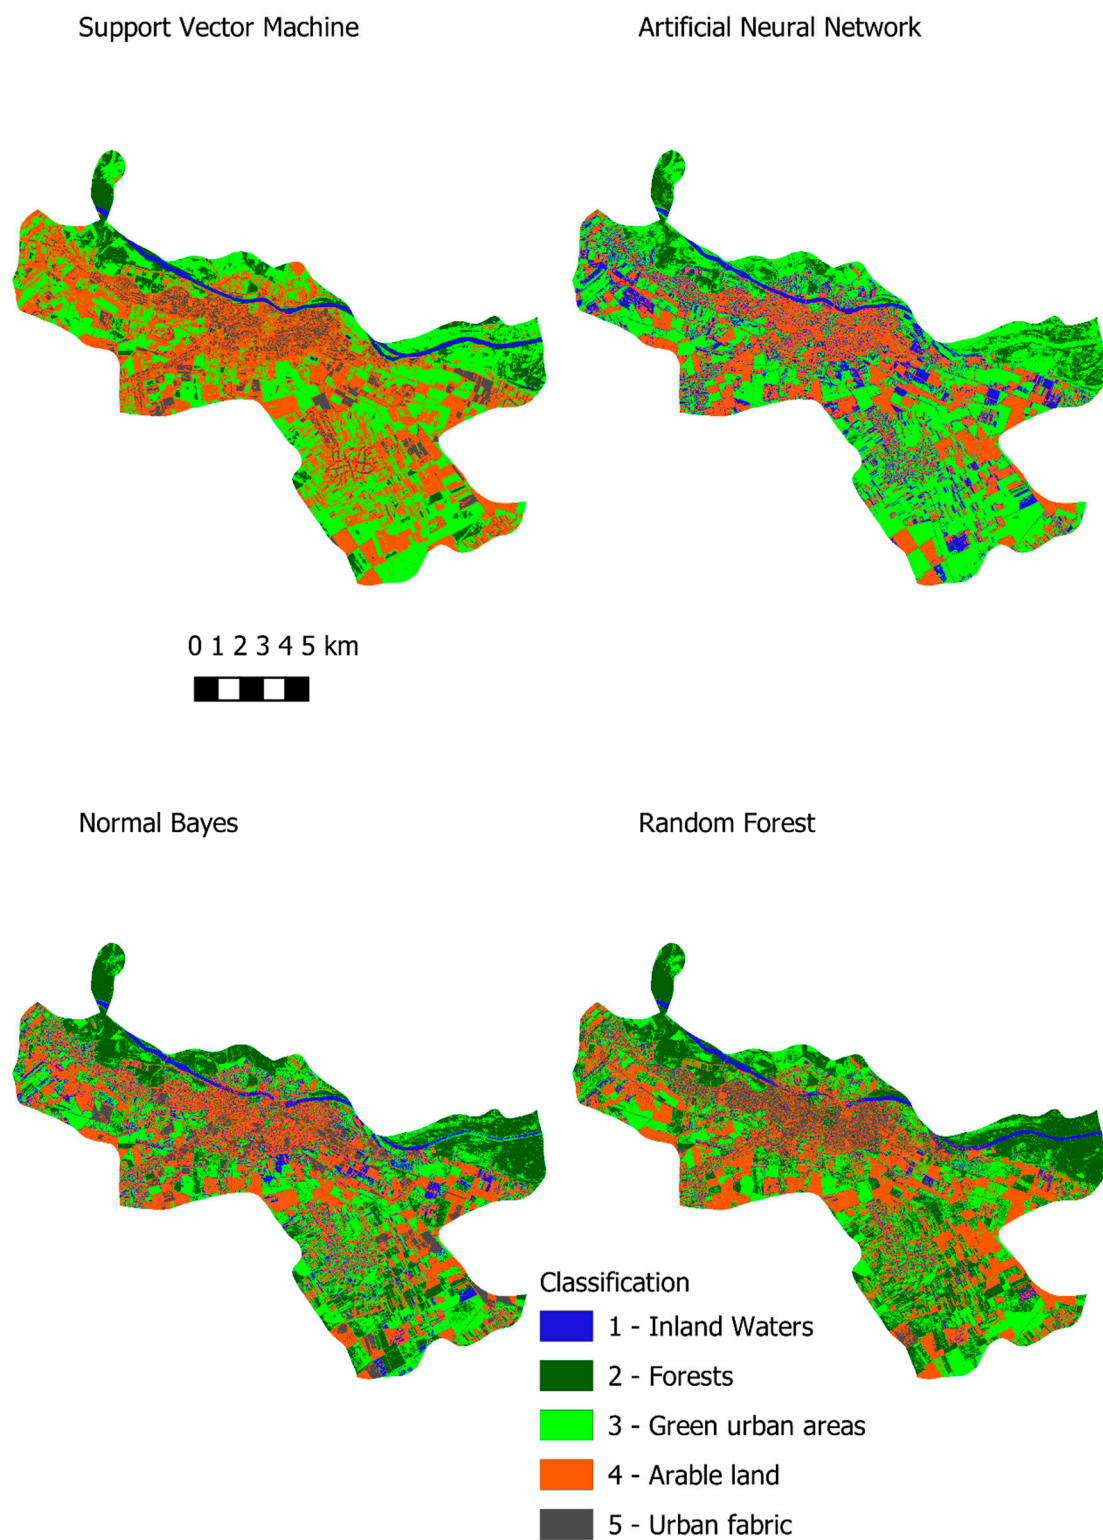 Support Vector Machine
Artificial Neural Network
0 1 2 3 4 5 km
Normal Bayes
Random Forest
Classification
1 - Inland Waters
2 - Forests
3 - Green urban areas
4 - Arable land
5 - Urban fabric